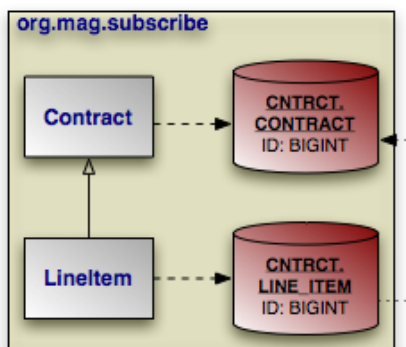 org.mag.subscribe
Contract
CNTRCT.
CONTRACT
ID: BIGINT
LineItem
CNTRCT.
LINE_ITEM
ID: BIGINT